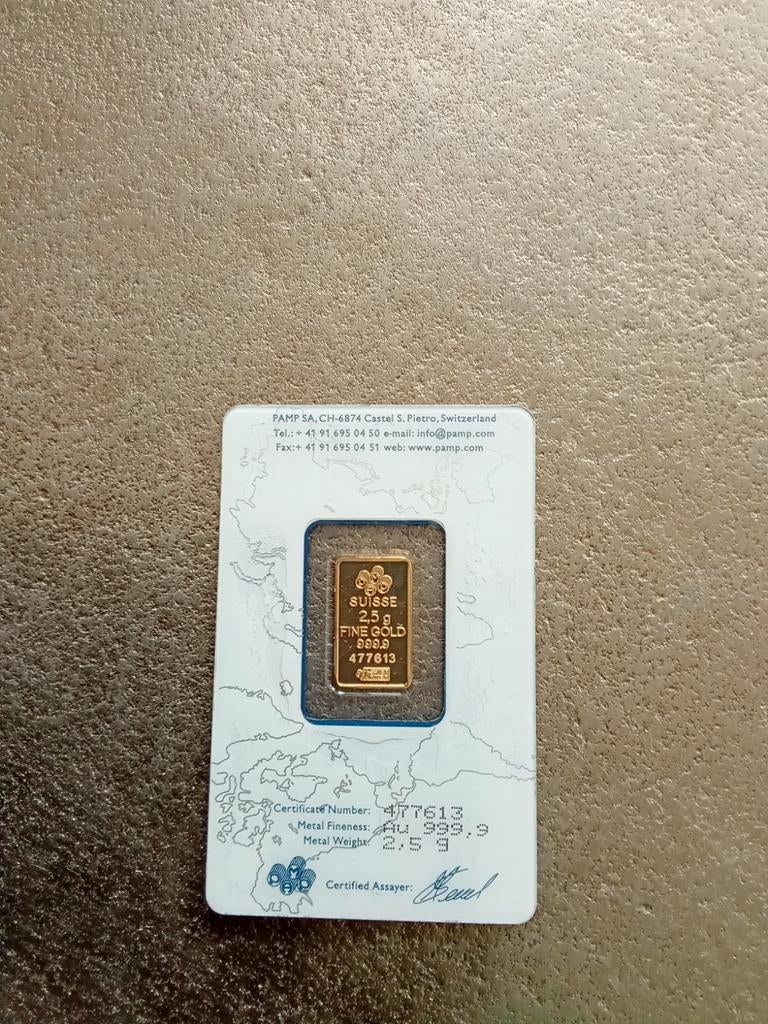 PAMP SA, CH-6874 Castel S. Pietro, Switzerland
Tel.: + 41 91 695 04 50 e-mail: info@pamp.com
Fax:+ 41 91 695 04 51 web: www.pamp.com
SUISSE
2,5 g
FINE GOLD
999,9
477613
Certificate Number: 477613
Metal Fineness: Au 999,9
Metal Weight: 2,5 g
Certified Assayer: